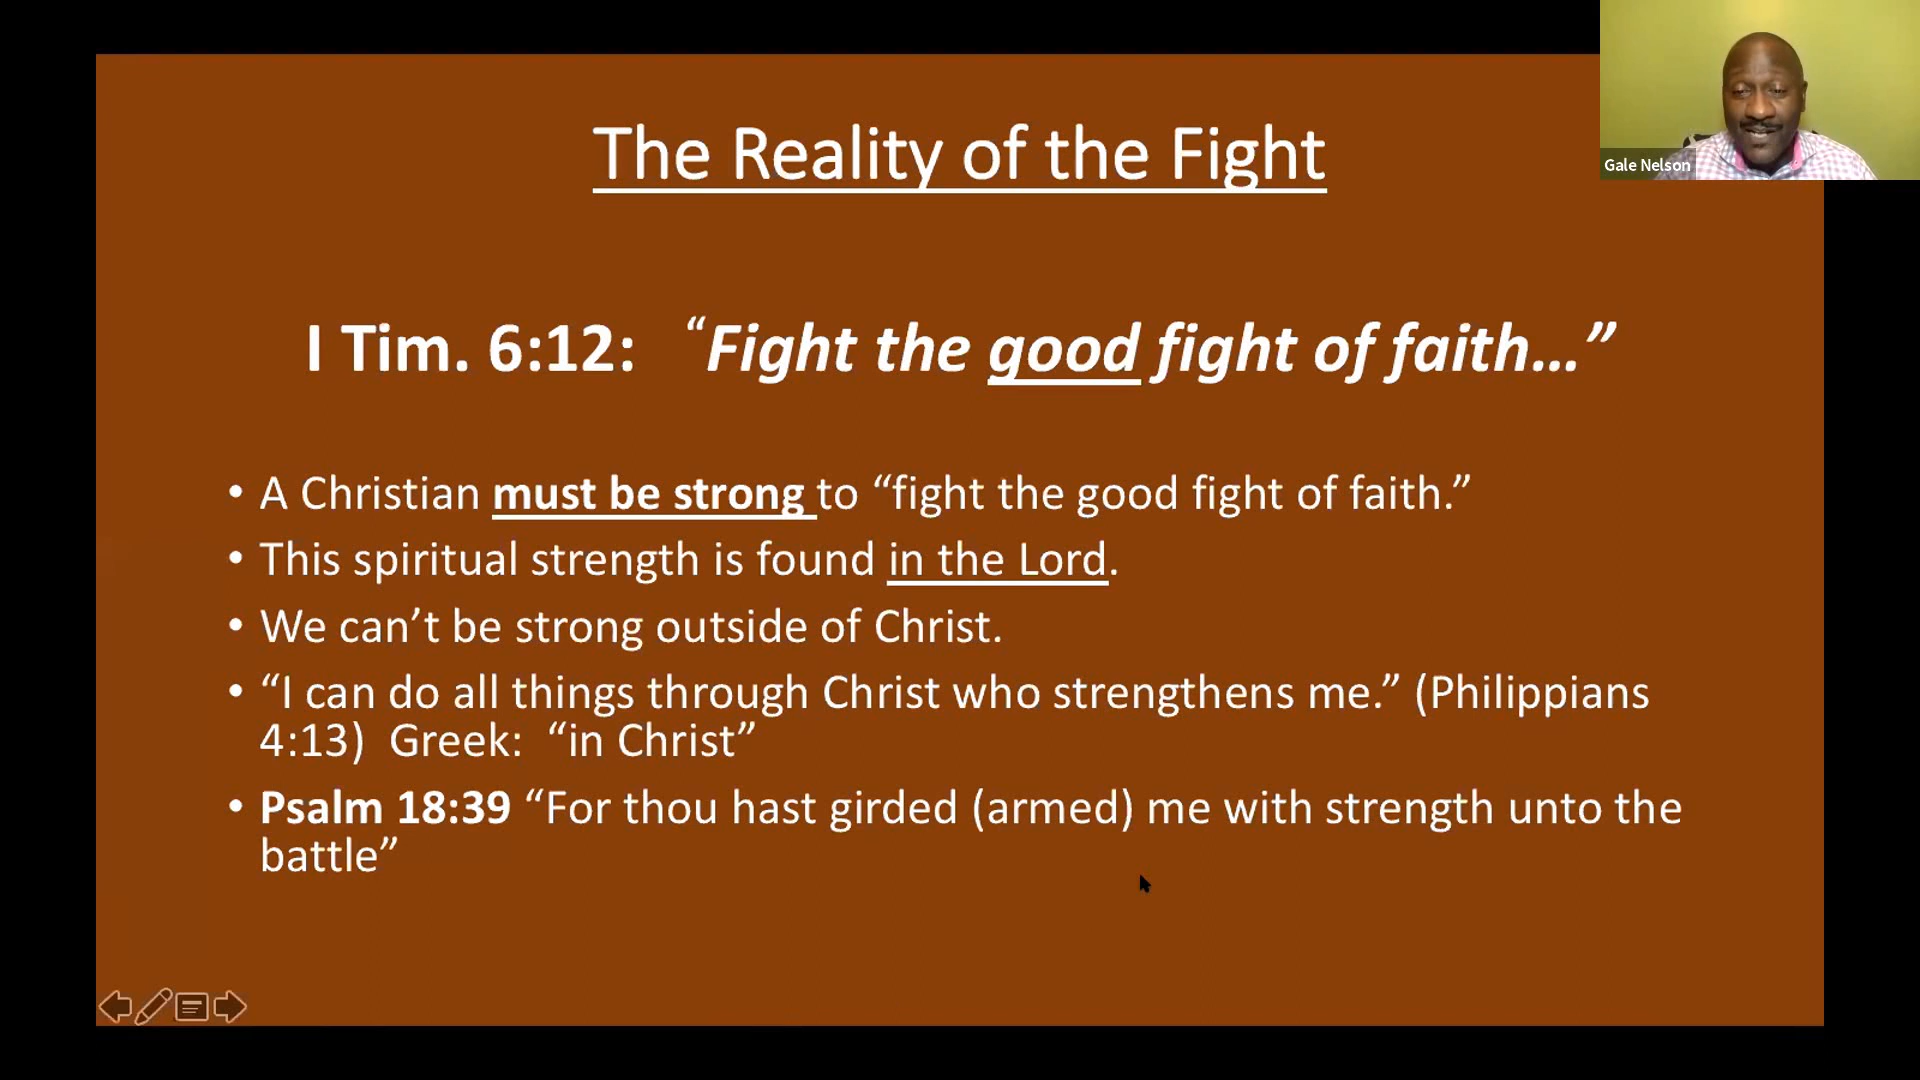 The Reality of the Fight
Gale Nelson
I Tim. 6:12: “Fight the good fight of faith...”
• A Christian must be strong to “fight the good fight of faith.”
• This spiritual strength is found in the Lord.
• We can’t be strong outside of Christ.
• “I can do all things through Christ who strengthens me.” (Philippians
4:13) Greek: “in Christ”
• Psalm 18:39 “For thou hast girded (armed) me with strength unto the
battle”